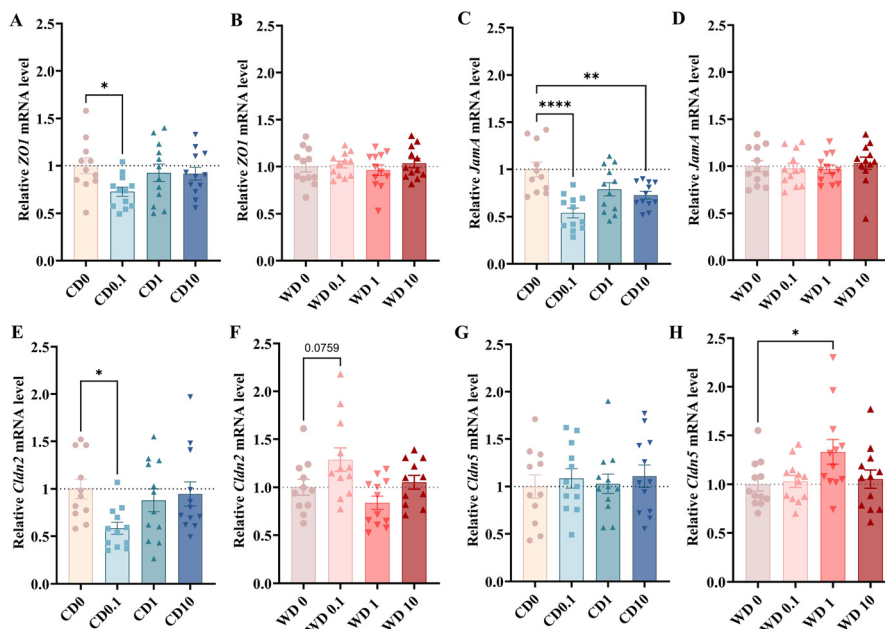 A
Relative ZO1 mRNA level
2.5
2.0
1.5
1.0
0.5
0.0
*
CD0
CD0.1
CD1
CD10
B
Relative ZO1 mRNA level
2.5
2.0
1.5
1.0
0.5
0.0
WD 0
WD 0.1
WD 1
WD 10
C
Relative JamA mRNA level
2.5
2.0
1.5
1.0
0.5
0.0
**
****
CD0
CD0.1
CD1
CD10
D
Relative JamA mRNA level
2.5
2.0
1.5
1.0
0.5
0.0
WD 0
WD 0.1
WD 1
WD 10
E
Relative Cldn2 mRNA level
2.5
2.0
1.5
1.0
0.5
0.0
*
CD0
CD0.1
CD1
CD10
F
Relative Cldn2 mRNA level
2.5
2.0
1.5
1.0
0.5
0.0
0.0759
WD 0
WD 0.1
WD 1
WD 10
G
Relative Cldn5 mRNA level
2.5
2.0
1.5
1.0
0.5
0.0
CD0
CD0.1
CD1
CD10
H
Relative Cldn5 mRNA level
2.5
2.0
1.5
1.0
0.5
0.0
*
WD 0
WD 0.1
WD 1
WD 10